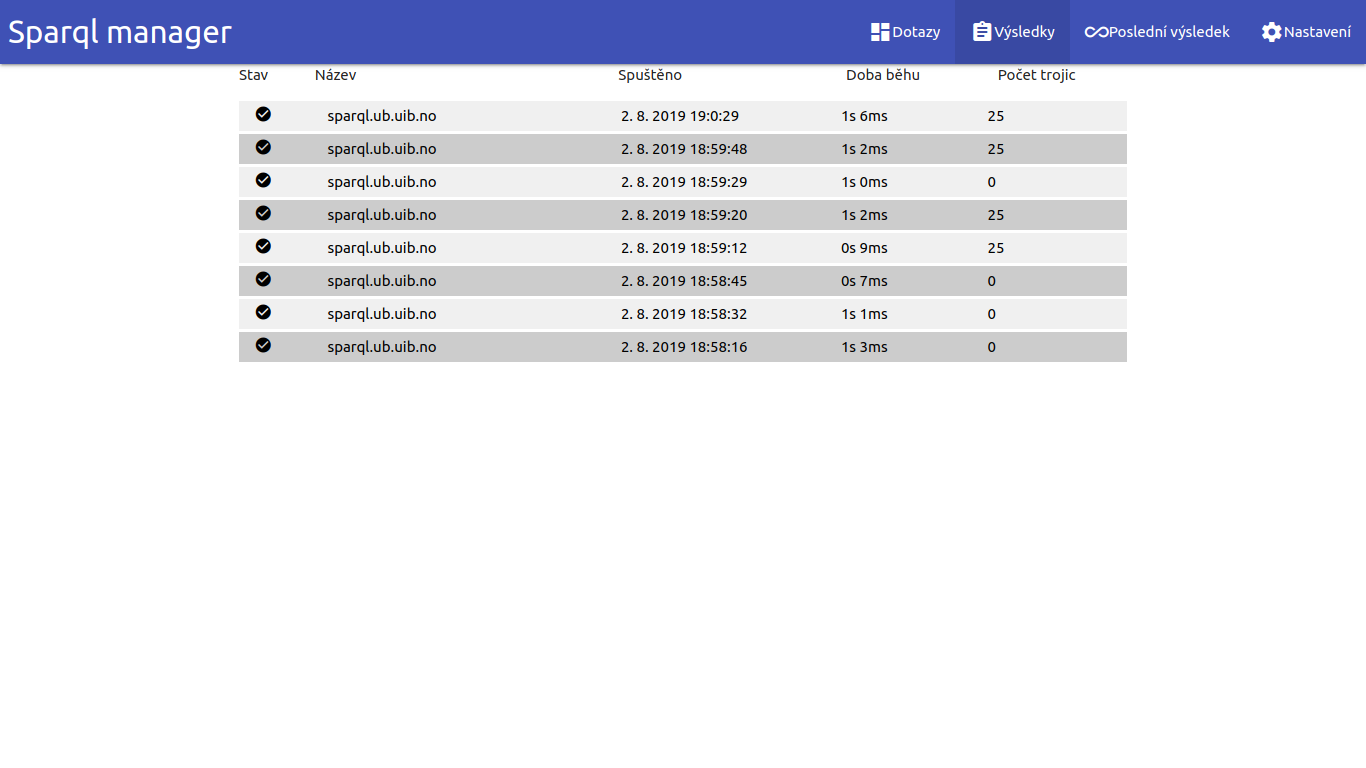 Sparql manager Dotazy Výsledky Poslední výsledek Nastavení
Stav Název Spuštěno Doba běhu Počet trojic
sparql.ub.uib.no 2. 8. 2019 19:0:29 1s 6ms 25
sparql.ub.uib.no 2. 8. 2019 18:59:48 1s 2ms 25
sparql.ub.uib.no 2. 8. 2019 18:59:29 1s 0ms 0
sparql.ub.uib.no 2. 8. 2019 18:59:20 1s 2ms 25
sparql.ub.uib.no 2. 8. 2019 18:59:12 0s 9ms 25
sparql.ub.uib.no 2. 8. 2019 18:58:45 0s 7ms 0
sparql.ub.uib.no 2. 8. 2019 18:58:32 1s 1ms 0
sparql.ub.uib.no 2. 8. 2019 18:58:16 1s 3ms 0